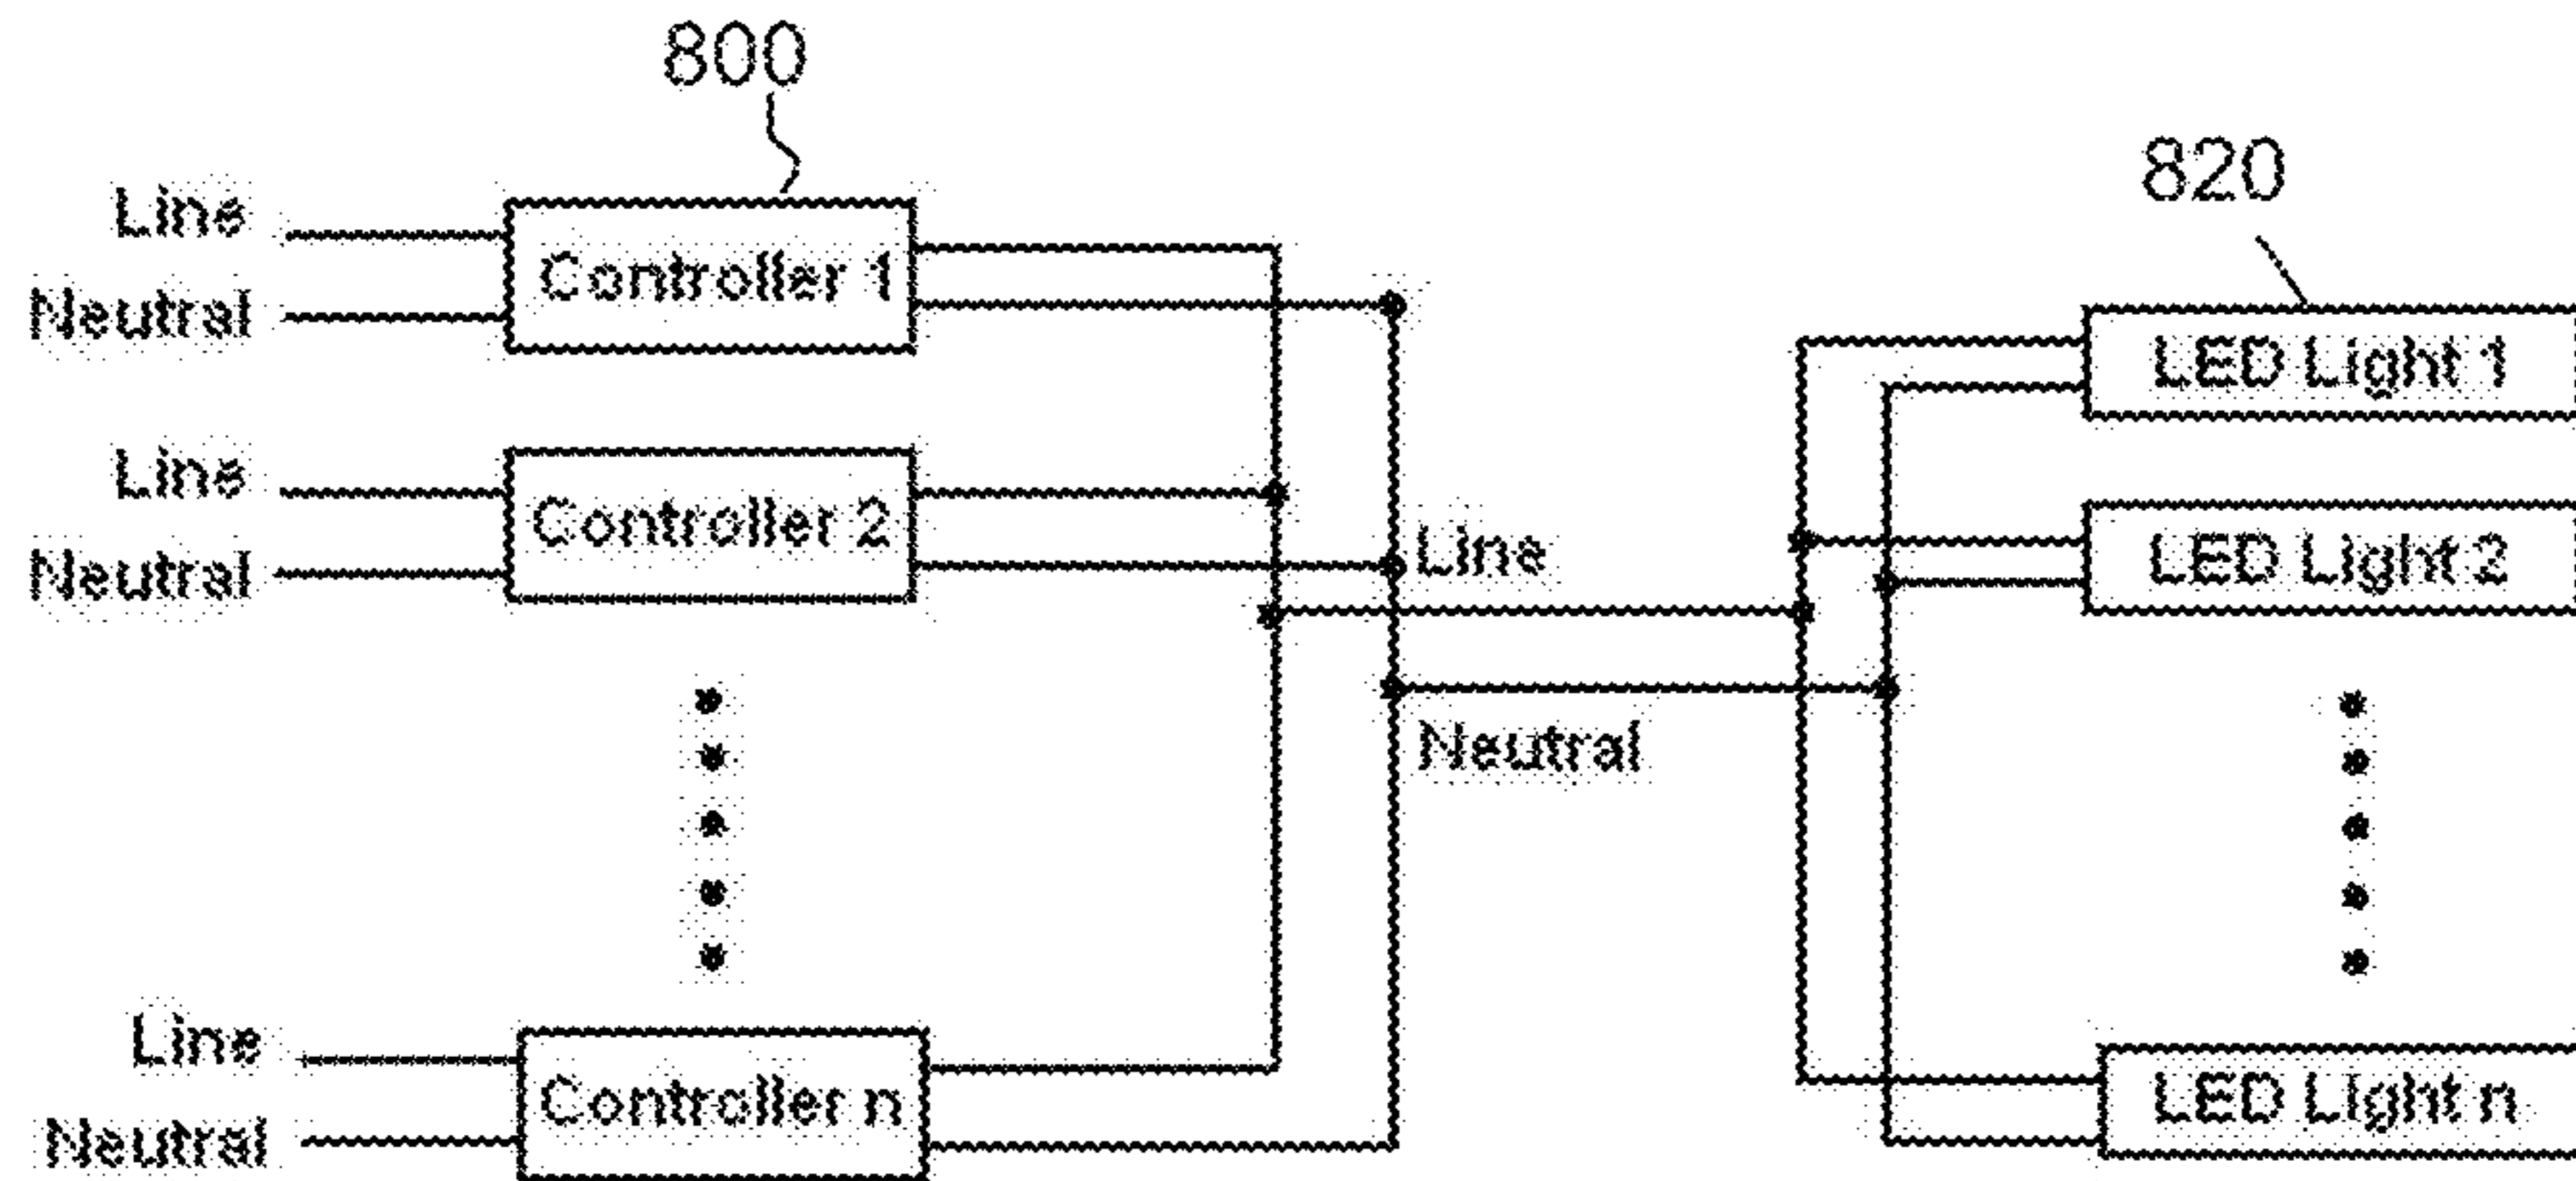 800
820
Line
Neutral
Controller 1
LED Light 1
Line
Neutral
Controller 2
Line
LED Light 2
Neutral
Line
Neutral
Controller n
LED Light n